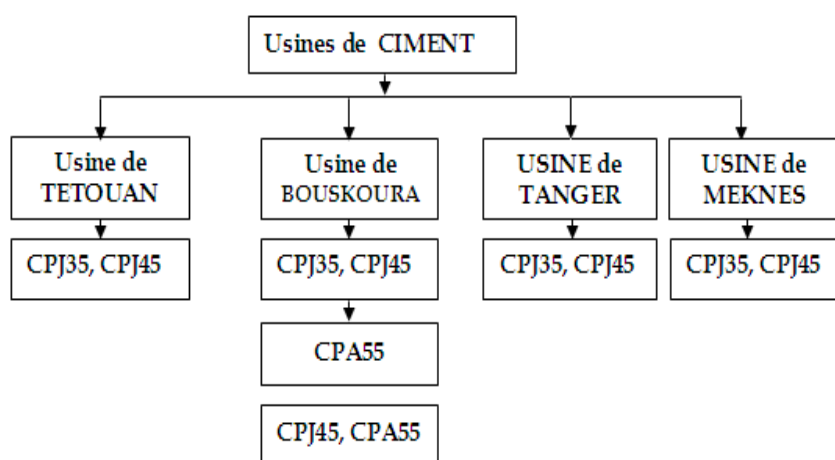 Usines de CIMENT
Usine de
TETOUAN
Usine de
BOUSKOURA
USINE de
TANGER
USINE de
MEKNES
CPJ35, CPJ45
CPJ35, CPJ45
CPJ35, CPJ45
CPJ35, CPJ45
CPA55
CPJ45, CPA55